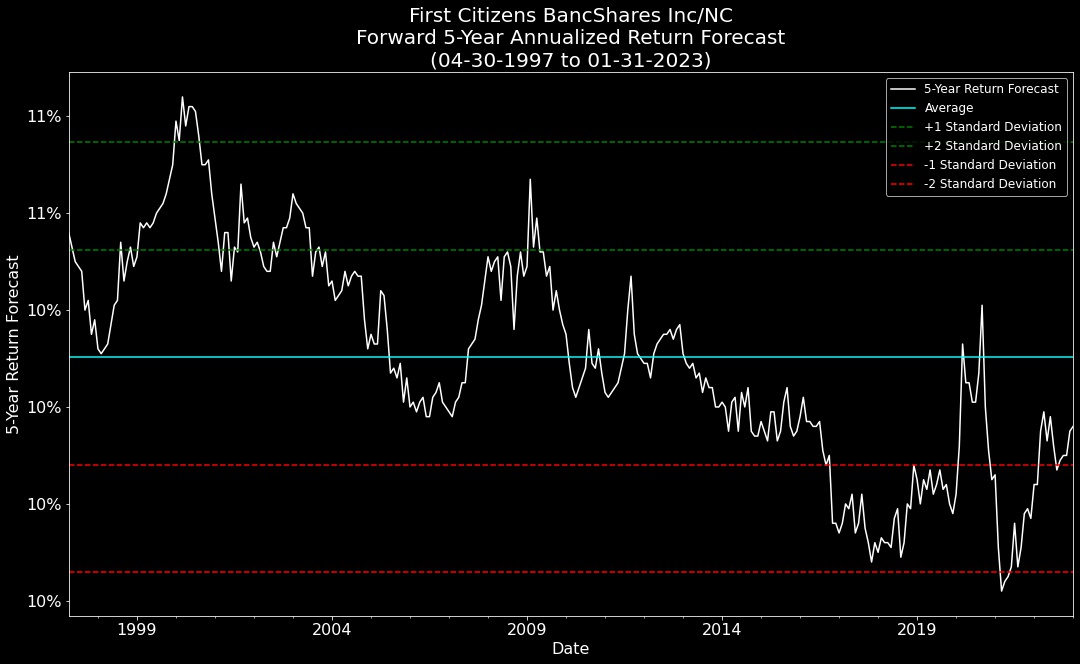 First Citizens BancShares Inc/NC
Forward 5-Year Annualized Return Forecast
(04-30-1997 to 01-31-2023)
5-Year Return Forecast
Average
+1 Standard Deviation
+2 Standard Deviation
-1 Standard Deviation
-2 Standard Deviation
5-Year Return Forecast
11%
11%
10%
10%
10%
10%
1999
2004
2009
2014
2019
Date